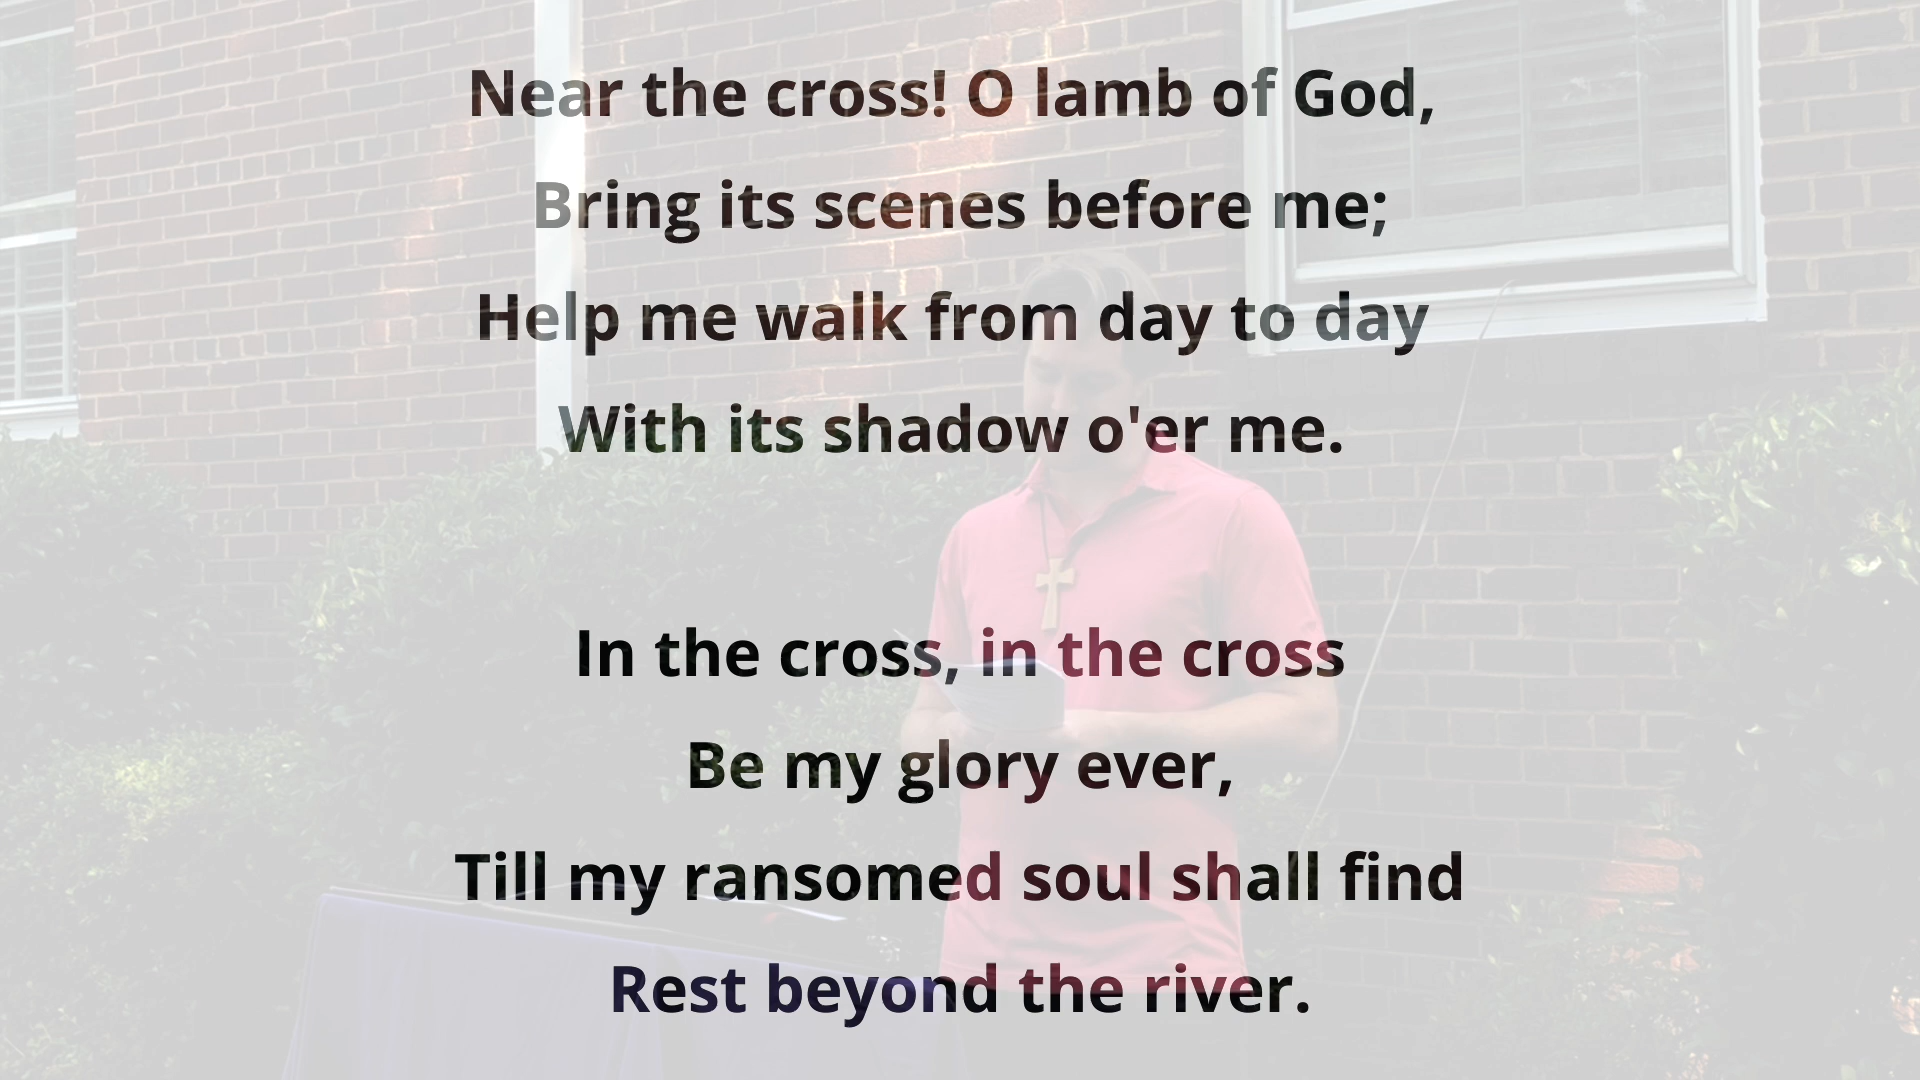 Near the cross! O lamb of God,
Bring its scenes before me;
Help me walk from day to day
With its shadow o'er me.
In the cross, in the cross
Be my glory ever,
Till my ransomed soul shall find
Rest beyond the river.